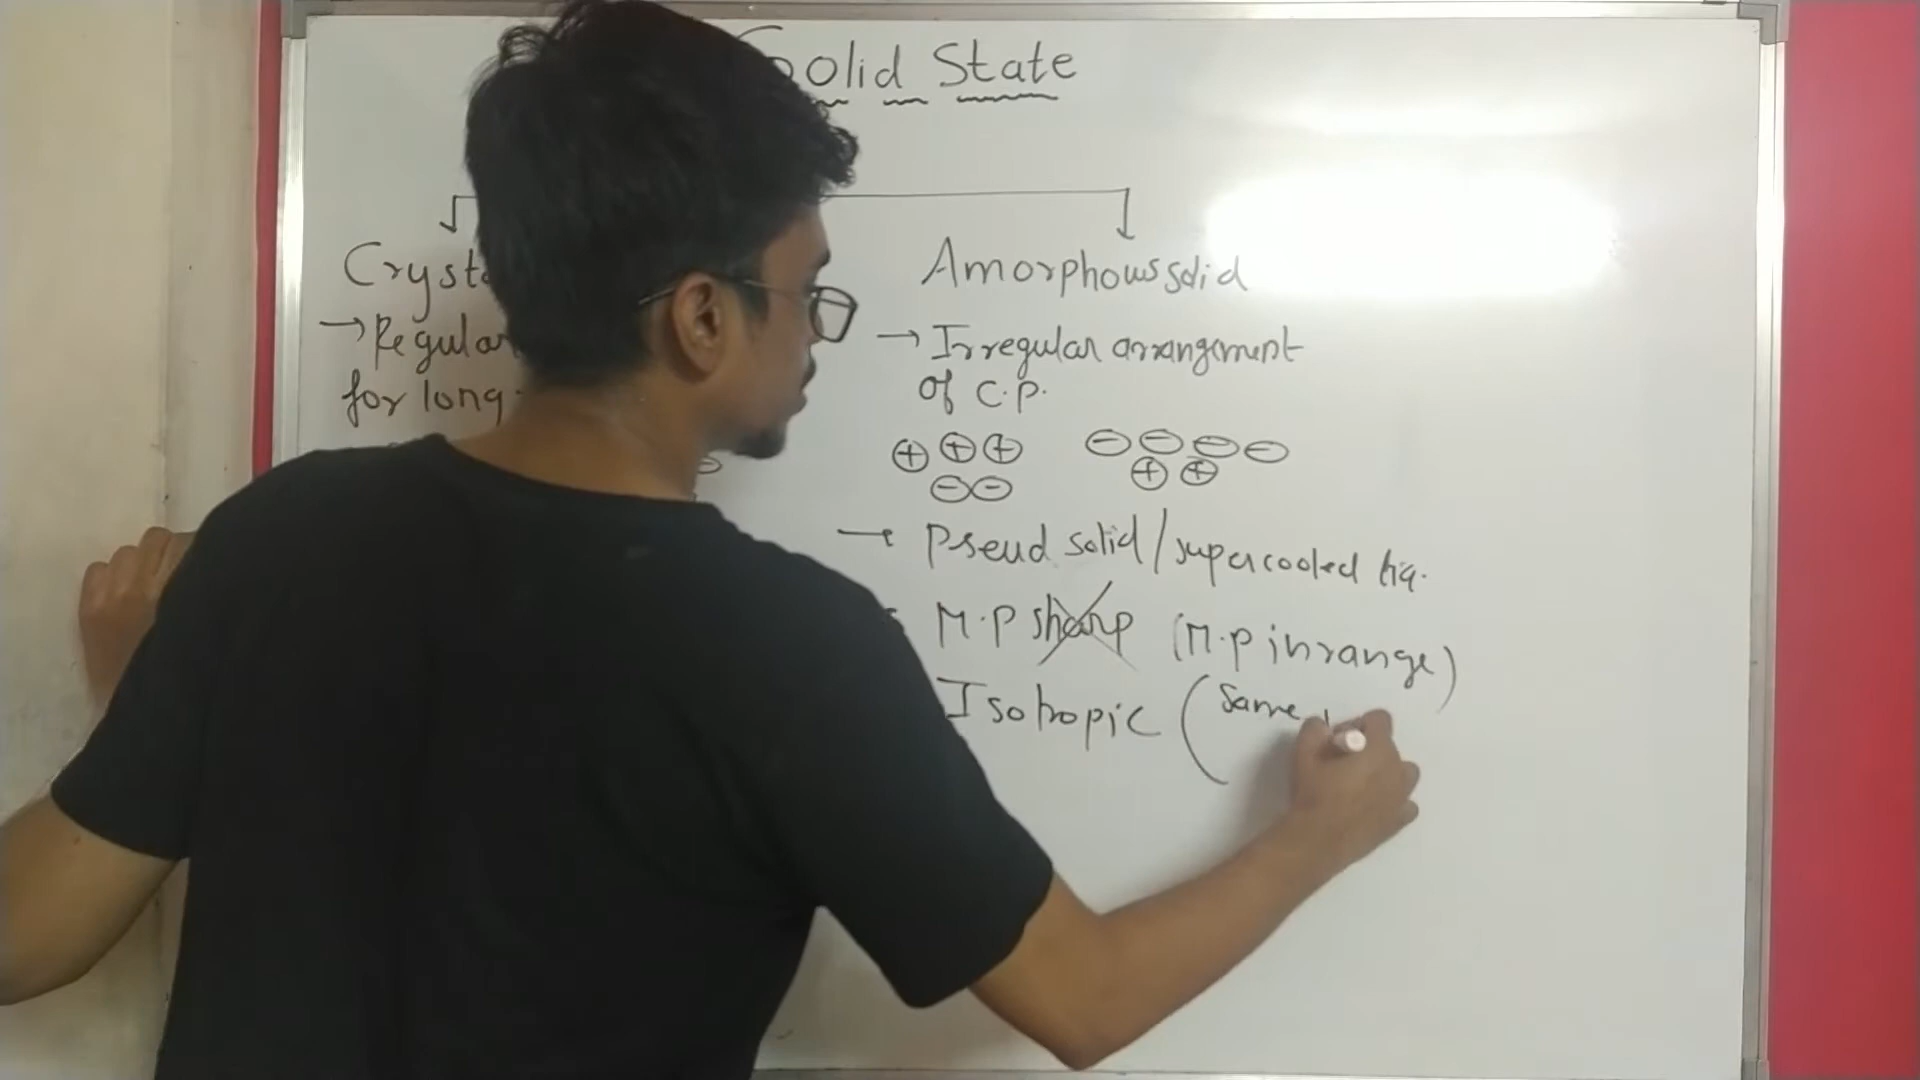 Solid State
Cryst
Amorphous solid
→ Regular
for long
→ Irregular arrangement
of C.P.
⊕ ⊕ ⊕ ⊖ ⊖ ⊖ ⊖
⊖ ⊖ ⊕ ⊕
→ Pseud solid / supercooled liq.
M.P sharp (M.P in range)
Isotropic (Same